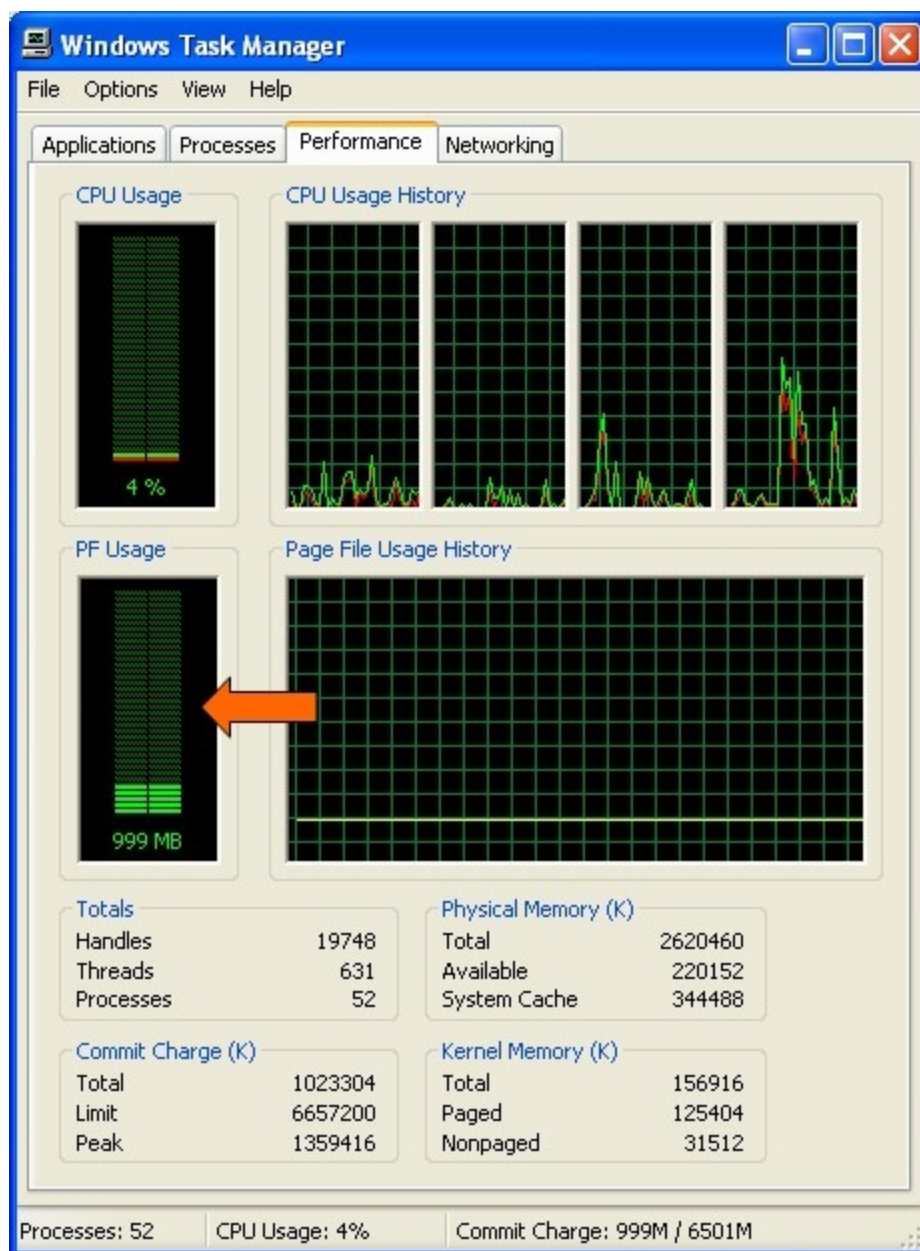 Windows Task Manager
File Options View Help
Applications Processes Performance Networking
CPU Usage CPU Usage History
4 %
PF Usage Page File Usage History
999 MB
Totals
Handles 19748
Threads 631
Processes 52
Physical Memory (K)
Total 2620460
Available 220152
System Cache 344488
Commit Charge (K)
Total 1023304
Limit 6657200
Peak 1359416
Kernel Memory (K)
Total 156916
Paged 125404
Nonpaged 31512
Processes: 52 CPU Usage: 4% Commit Charge: 999M / 6501M